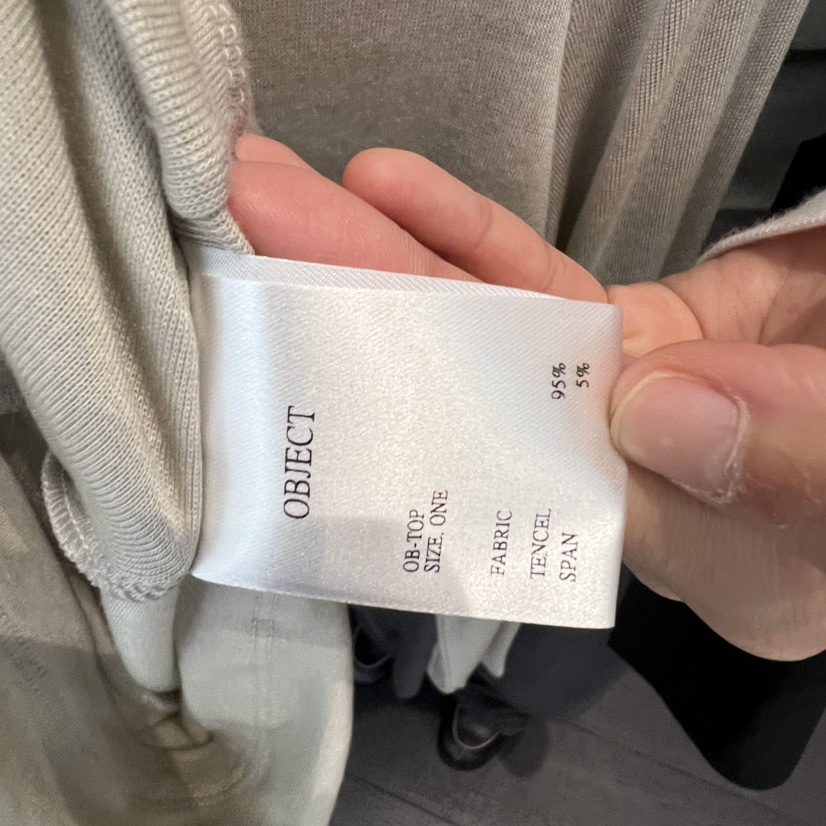 OBJECT
OB-TOP
SIZE. ONE
FABRIC
TENCEL 95%
SPAN 5%